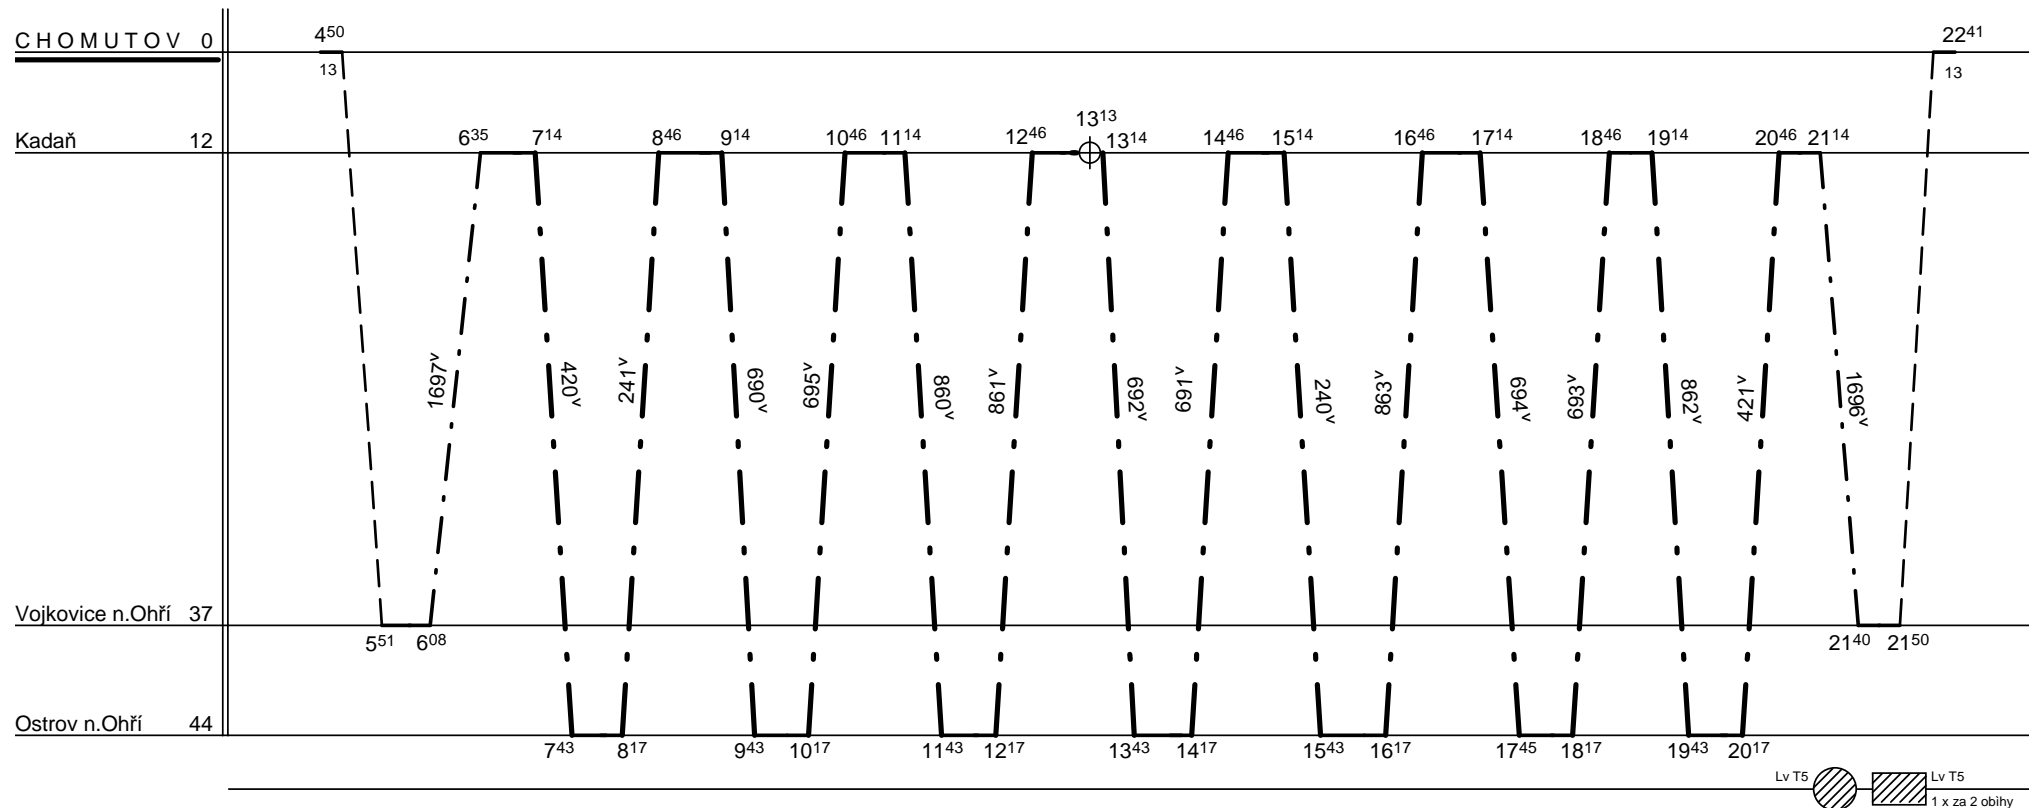 CHOMUTOV 0 4⁵⁰ 22⁴¹
13 13
13¹³
Kadaň 12 6³⁵ 7¹⁴ 8⁴⁶ 9¹⁴ 10⁴⁶ 11¹⁴ 12⁴⁶ 13¹⁴ 14⁴⁶ 15¹⁴ 16⁴⁶ 17¹⁴ 18⁴⁶ 19¹⁴ 20⁴⁶ 21¹⁴
1697ᵛ 420ᵛ 241ᵛ 660ᵛ 695ᵛ 860ᵛ 861ᵛ 692ᵛ 691ᵛ 240ᵛ 863ᵛ 694ᵛ 693ᵛ 862ᵛ 421ᵛ 1696ᵛ
Vojkovice n.Ohří 37
5⁵¹ 6⁰⁸ 21⁴⁰ 21⁵⁰
Ostrov n.Ohří 44
7⁴³ 8¹⁷ 9⁴³ 10¹⁷ 11⁴³ 12¹⁷ 13⁴³ 14¹⁷ 15⁴³ 16¹⁷ 17⁴⁵ 18¹⁷ 19⁴³ 20¹⁷
Lv T5 Lv T5
1 x za 2 obìhy